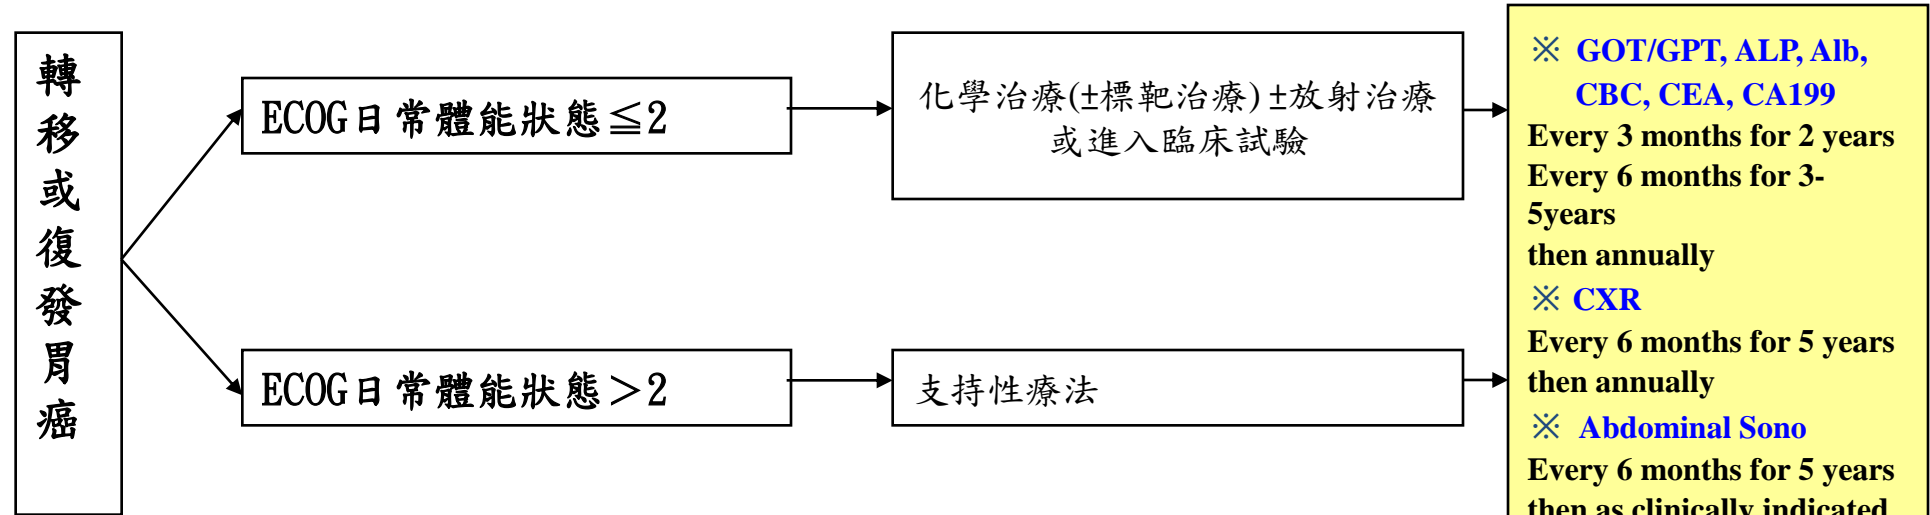 轉移或復發胃癌
ECOG日常體能狀態≦2
化學治療(±標靶治療)±放射治療
或進入臨床試驗
ECOG日常體能狀態＞2
支持性療法
※ GOT/GPT, ALP, Alb,
CBC, CEA, CA199
Every 3 months for 2 years
Every 6 months for 3-
5years
then annually
※ CXR
Every 6 months for 5 years
then annually
※ Abdominal Sono
Every 6 months for 5 years
then as clinically indicated